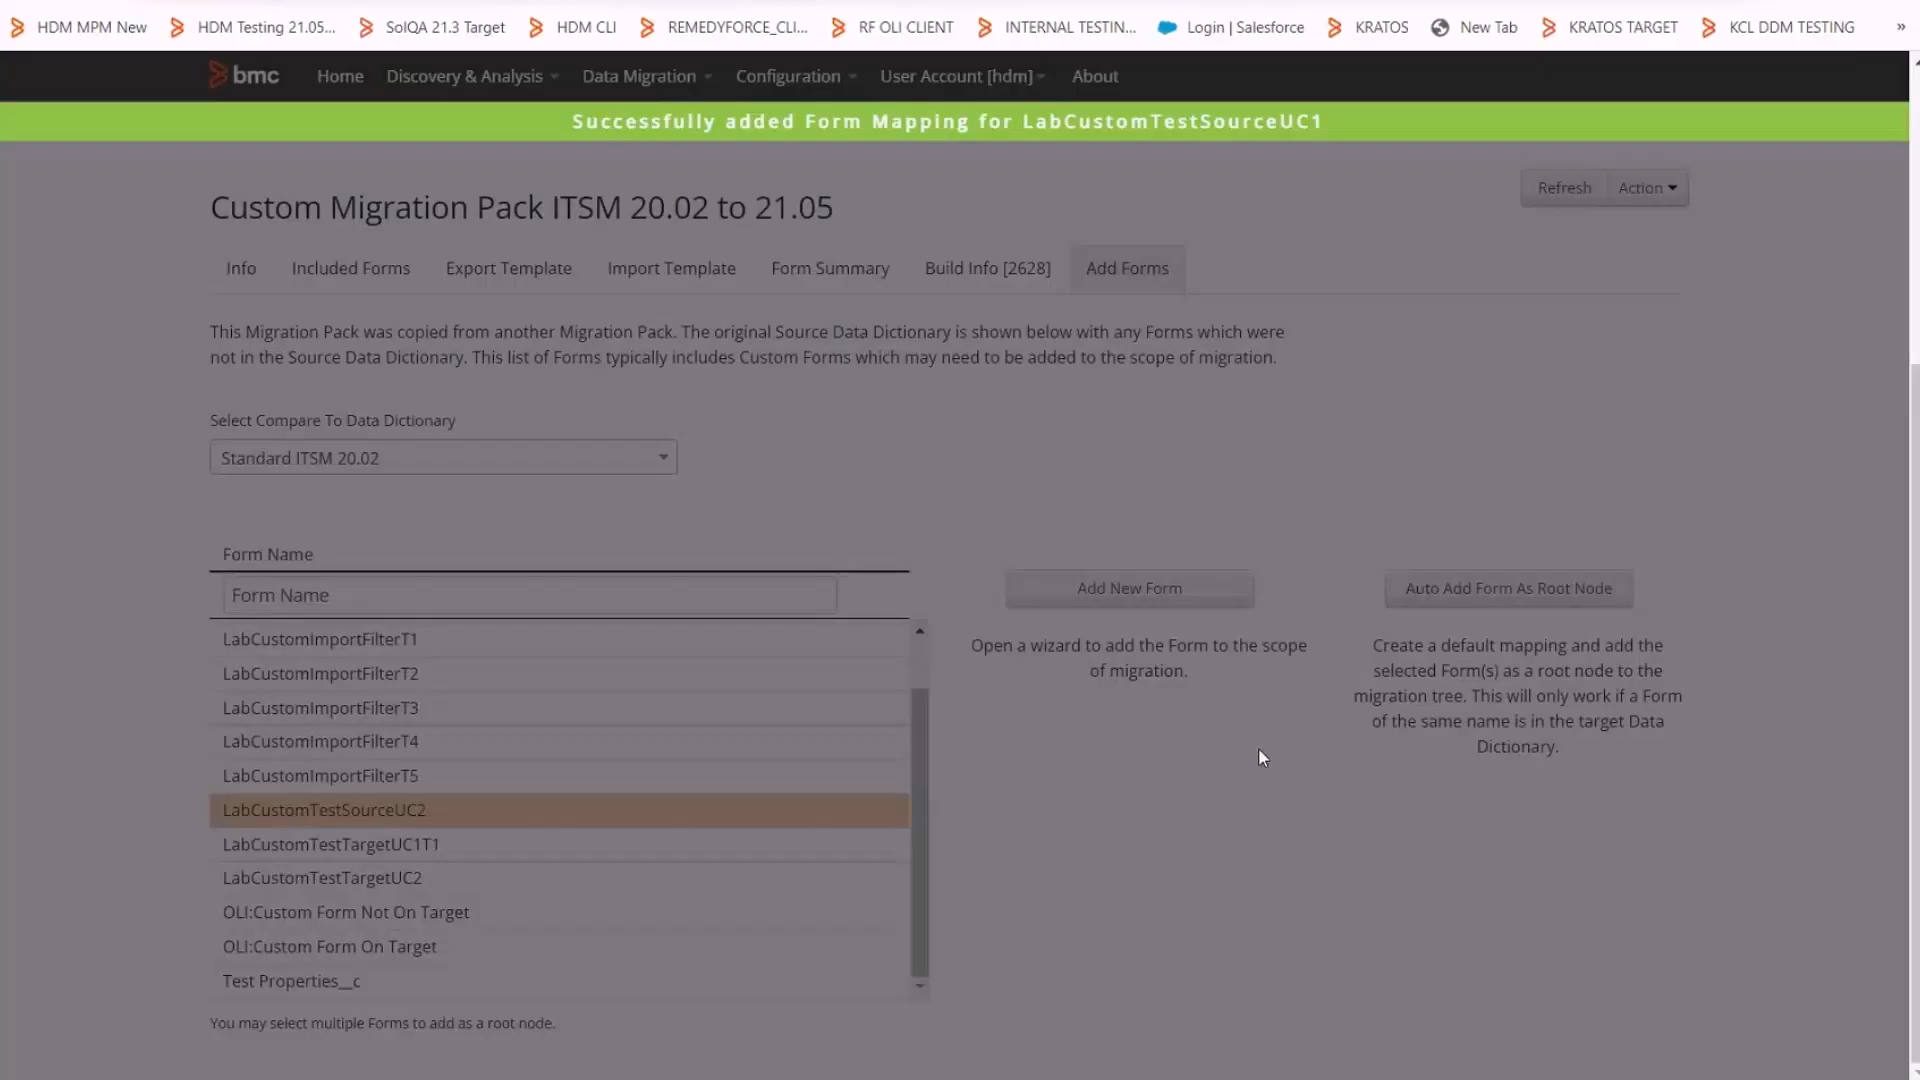 HDM MPM New
HDM Testing 21.05...
SolQA 21.3 Target
HDM CLI
REMEDYFORCE_CLI...
RF OLI CLIENT
INTERNAL TESTIN...
Login | Salesforce
KRATOS
New Tab
KRATOS TARGET
KCL DDM TESTING
»
bmc
Home
Discovery & Analysis
Data Migration
Configuration
User Account [hdm]
About
Successfully added Form Mapping for LabCustomTestSourceUC1
Refresh
Action
Custom Migration Pack ITSM 20.02 to 21.05
Info
Included Forms
Export Template
Import Template
Form Summary
Build Info [2628]
Add Forms
This Migration Pack was copied from another Migration Pack. The original Source Data Dictionary is shown below with any Forms which were
not in the Source Data Dictionary. This list of Forms typically includes Custom Forms which may need to be added to the scope of migration.
Select Compare To Data Dictionary
Standard ITSM 20.02
Form Name
Form Name
LabCustomImportFilterT1
LabCustomImportFilterT2
LabCustomImportFilterT3
LabCustomImportFilterT4
LabCustomImportFilterT5
LabCustomTestSourceUC2
LabCustomTestTargetUC1T1
LabCustomTestTargetUC2
OLI:Custom Form Not On Target
OLI:Custom Form On Target
Test Properties__c
You may select multiple Forms to add as a root node.
Add New Form
Open a wizard to add the Form to the scope
of migration.
Auto Add Form As Root Node
Create a default mapping and add the
selected Form(s) as a root node to the
migration tree. This will only work if a Form
of the same name is in the target Data
Dictionary.